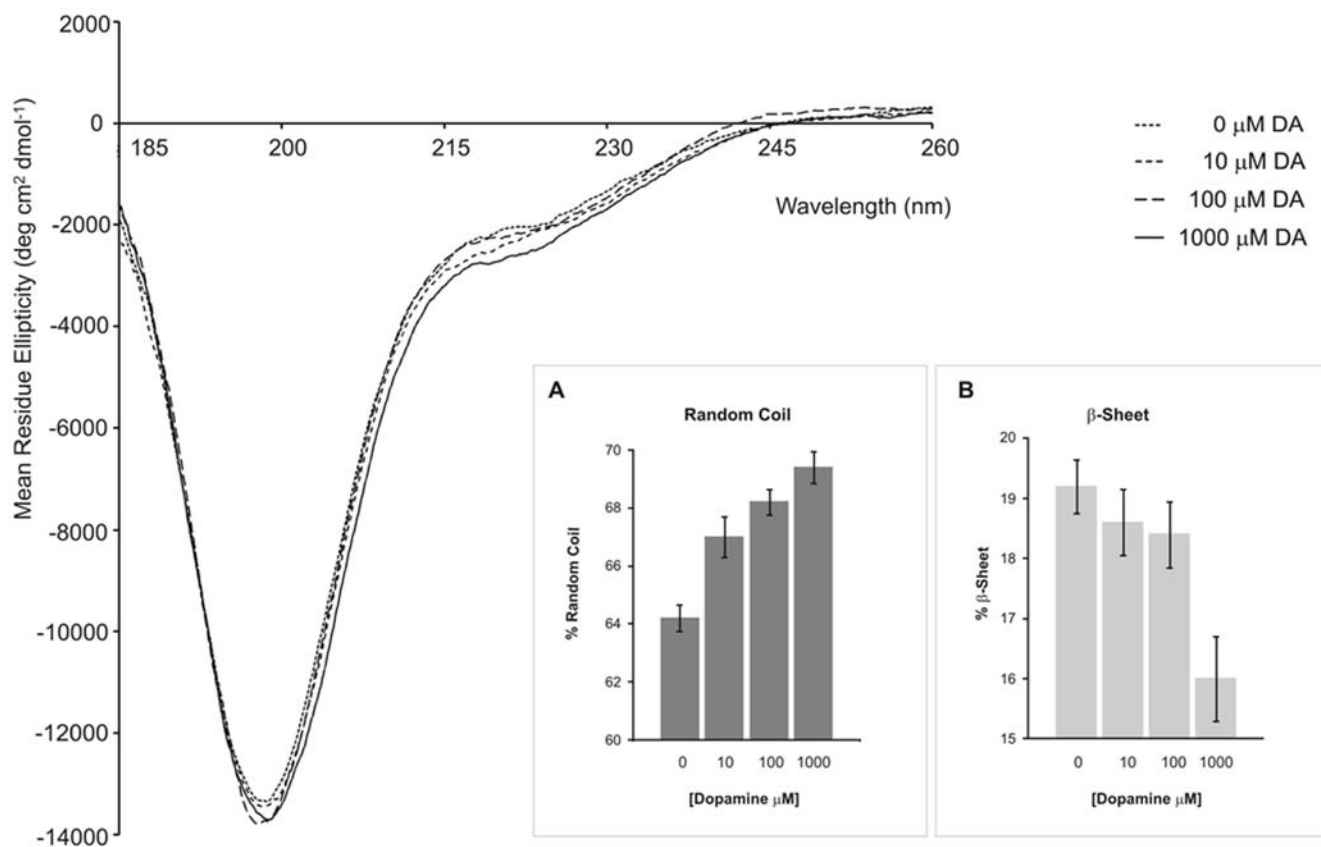 2000
0
-2000
-4000
-6000
-8000
-10000
-12000
-14000
Mean Residue Ellipticity (deg cm² dmol⁻¹)
185 200 215 230 245 260
Wavelength (nm)
0 μM DA
10 μM DA
100 μM DA
1000 μM DA
A
Random Coil
70
68
66
64
62
60
% Random Coil
0 10 100 1000
[Dopamine μM]
B
β-Sheet
20
19
18
17
16
15
% β-Sheet
0 10 100 1000
[Dopamine μM]